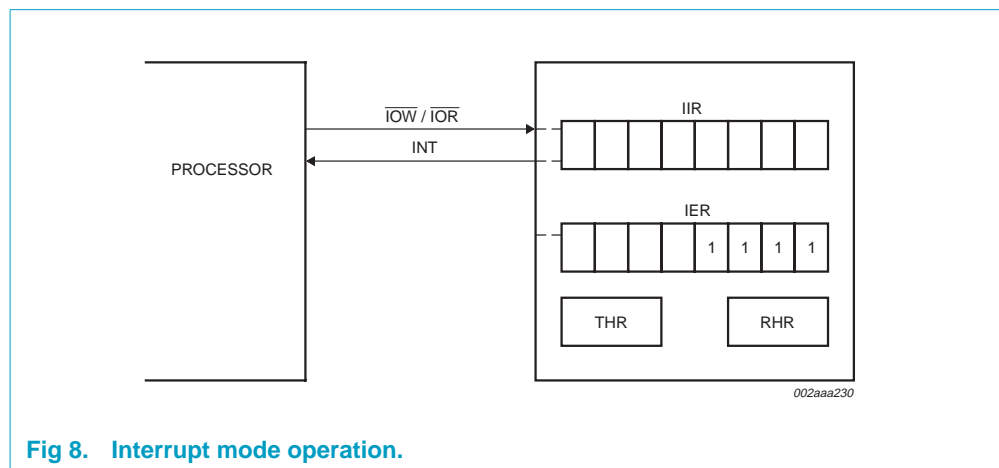 IOW / IOR
IIR
INT
PROCESSOR
IER
1 1 1 1
THR RHR
002aaa230
Fig 8. Interrupt mode operation.